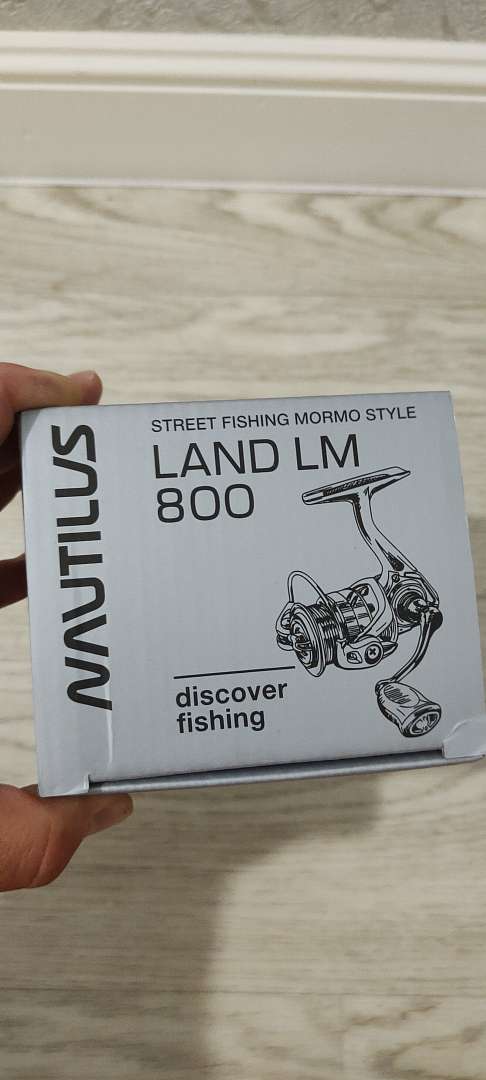 NAUTILUS
STREET FISHING MORMO STYLE
LAND LM
800
discover
fishing